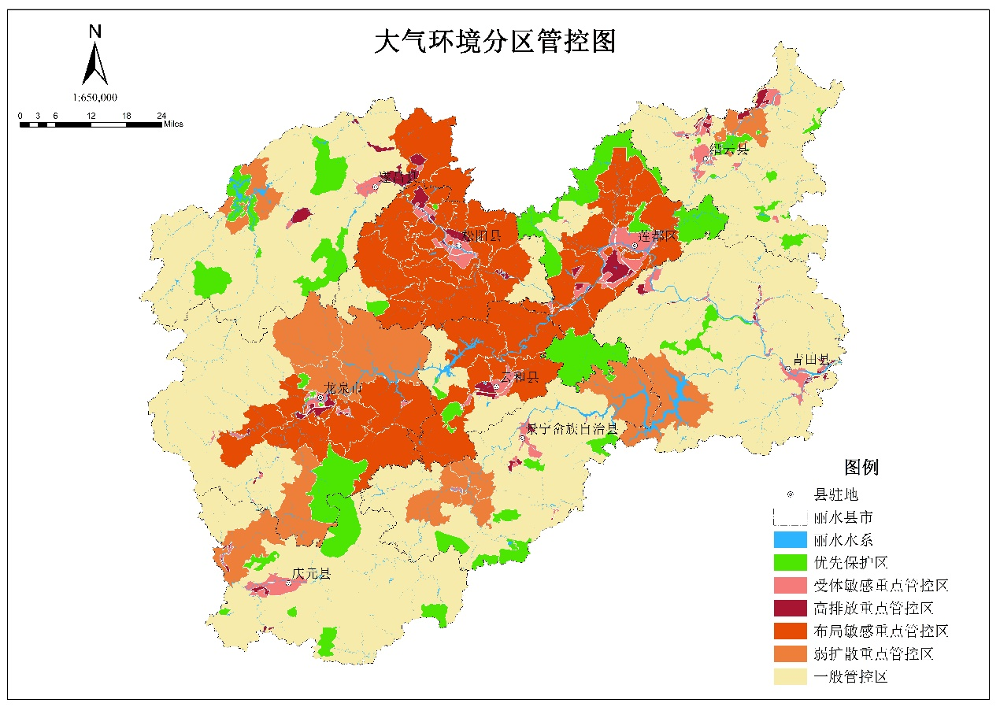 大气环境分区管控图
N
1:650,000
0 3 6 12 18 24
Miles
缙云县
遂昌县
松阳县
莲都区
青田县
云和县
龙泉市
景宁畲族自治县
庆元县
图例
县驻地
丽水县市
丽水水系
优先保护区
受体敏感重点管控区
高排放重点管控区
布局敏感重点管控区
弱扩散重点管控区
一般管控区